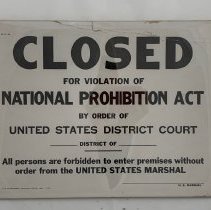 CLOSED
FOR VIOLATION OF
NATIONAL PROHIBITION ACT
BY ORDER OF
UNITED STATES DISTRICT COURT
DISTRICT OF
All persons are forbidden to enter premises without
order from the UNITED STATES MARSHAL
U. S. MARSHAL